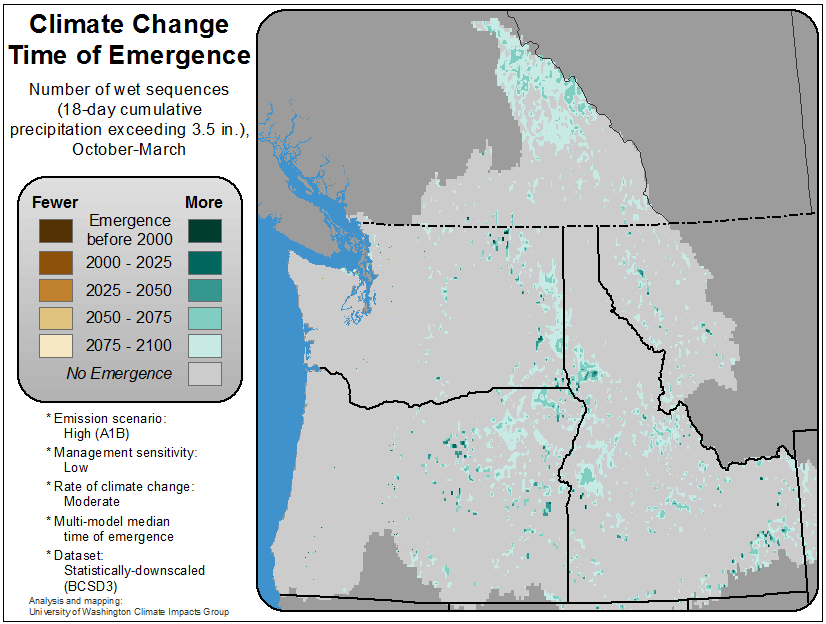 Climate Change
Time of Emergence
Number of wet sequences
(18-day cumulative
precipitation exceeding 3.5 in.),
October-March
Fewer More
Emergence
before 2000
2000 - 2025
2025 - 2050
2050 - 2075
2075 - 2100
No Emergence
* Emission scenario:
High (A1B)
* Management sensitivity:
Low
* Rate of climate change:
Moderate
* Multi-model median
time of emergence
* Dataset:
Statistically-downscaled
(BCSD3)
Analysis and mapping:
University of Washington Climate Impacts Group